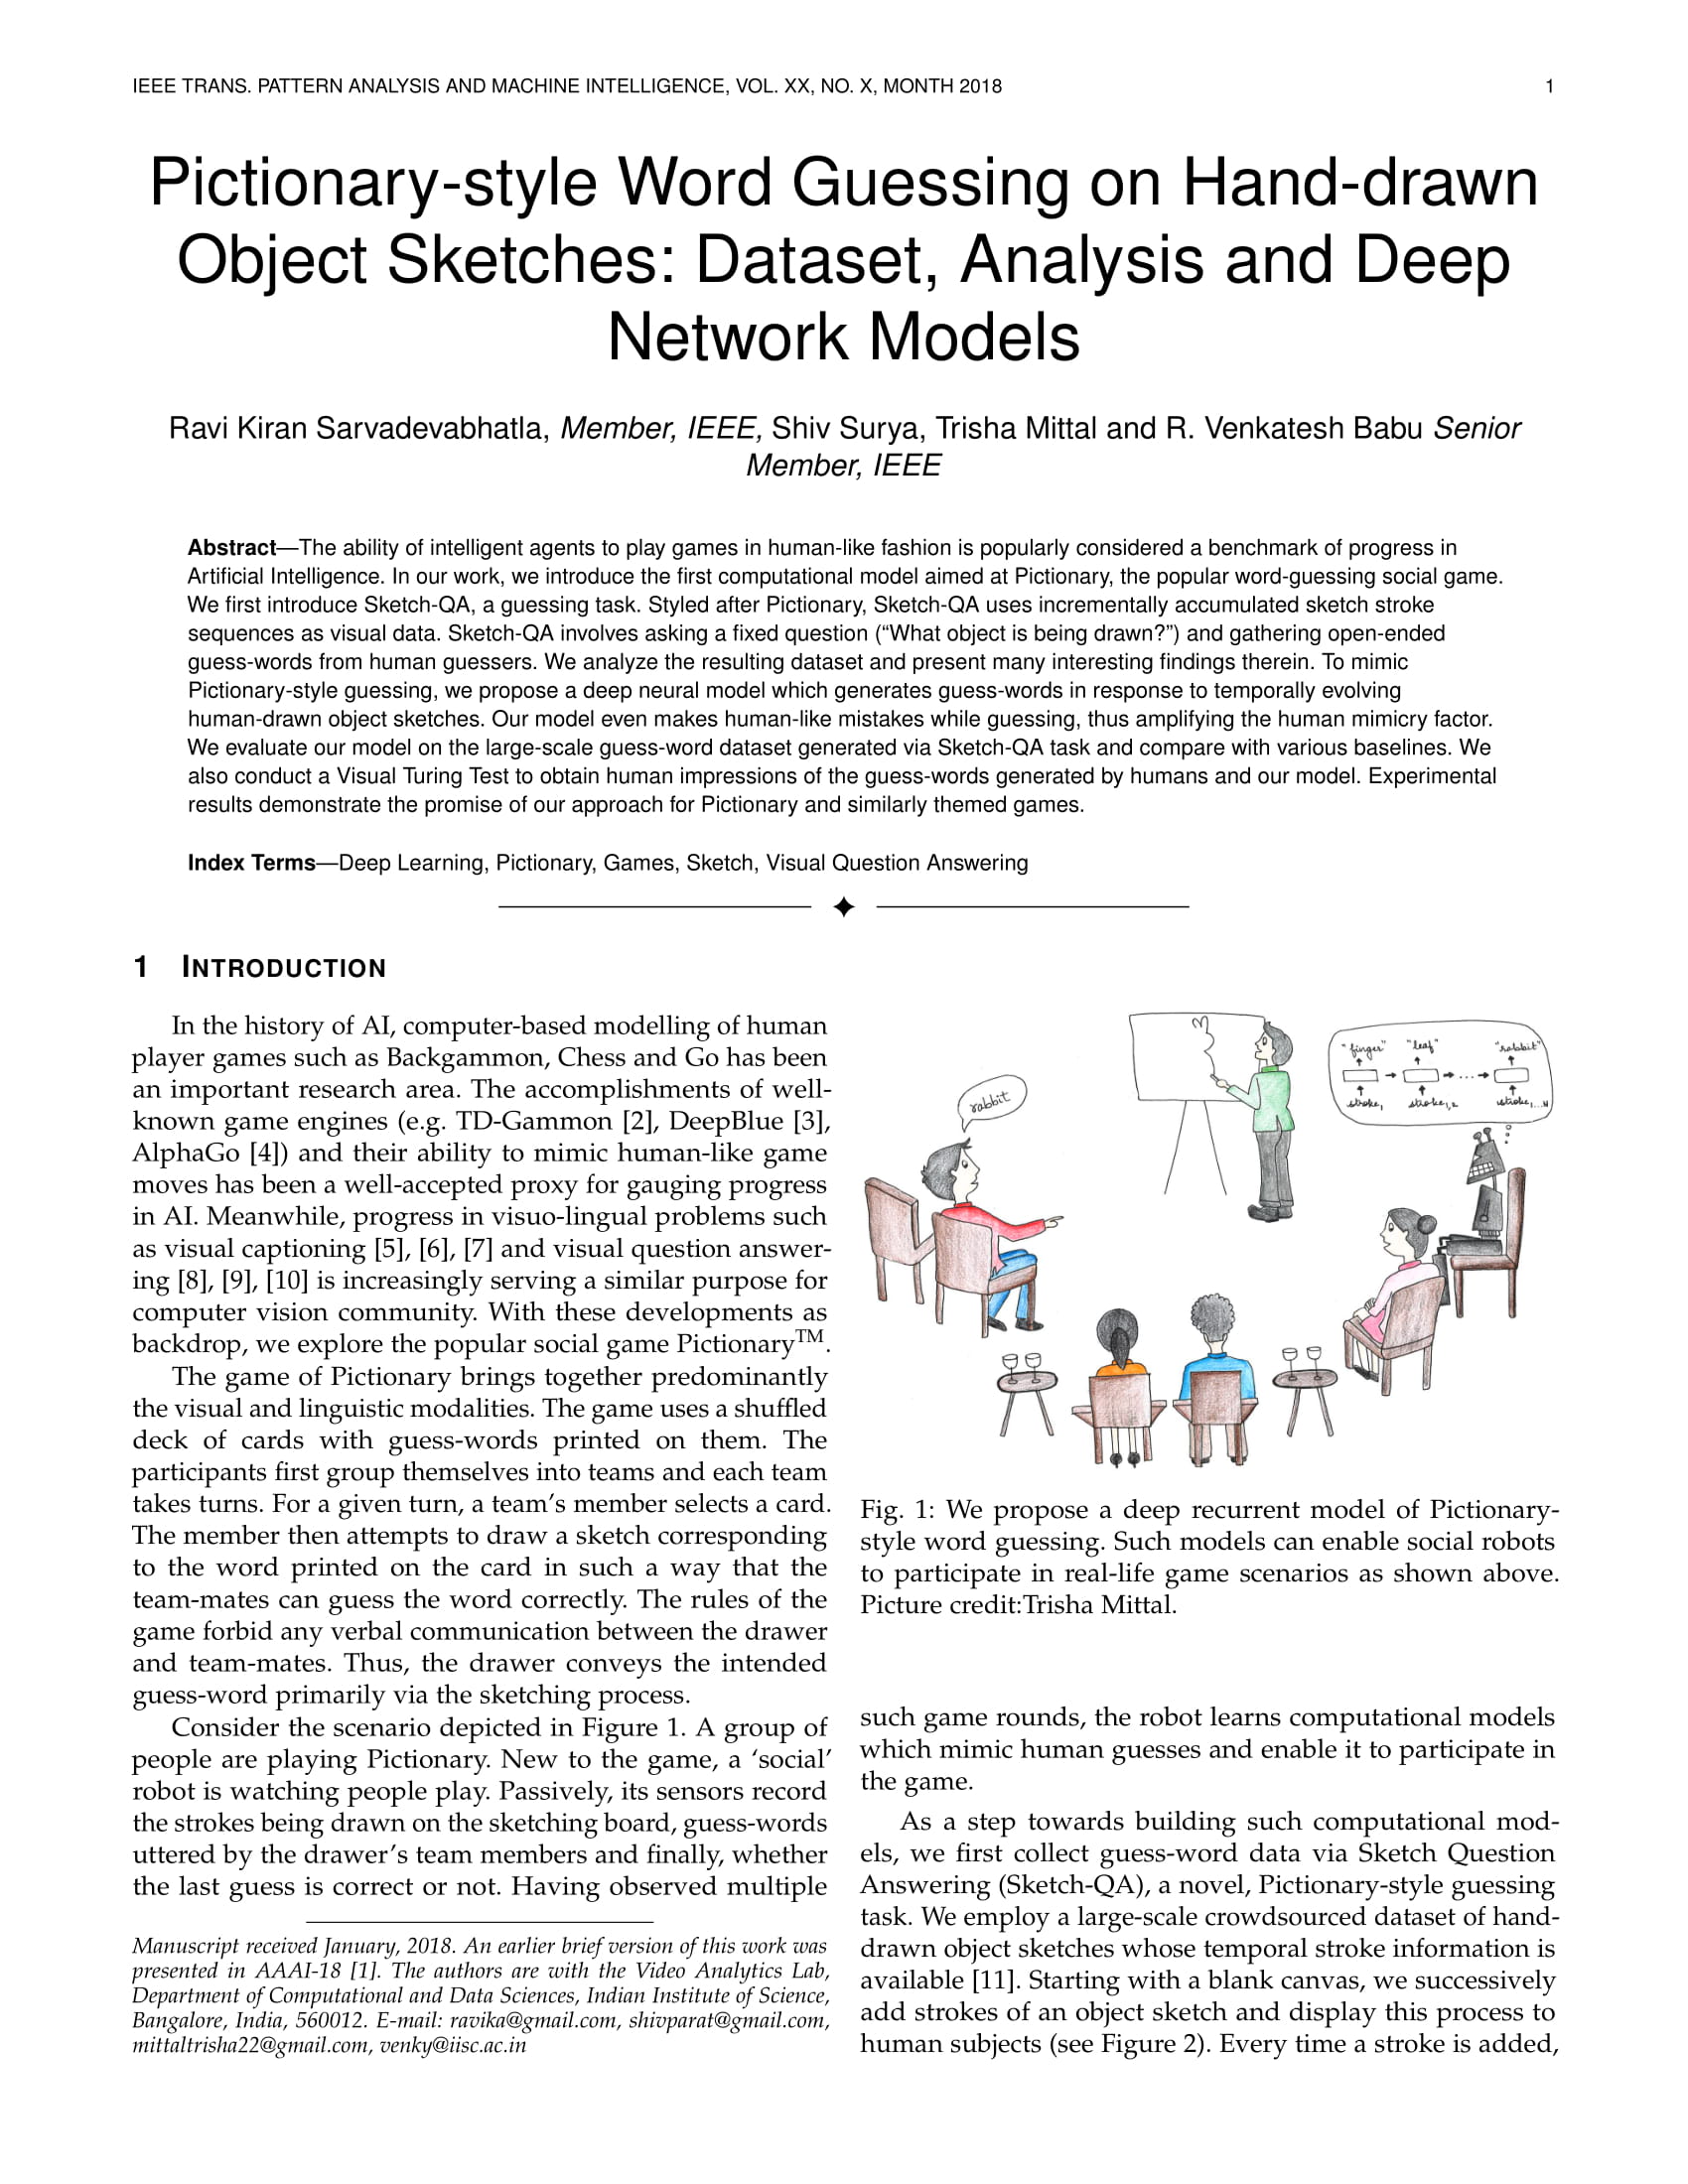 IEEE TRANS. PATTERN ANALYSIS AND MACHINE INTELLIGENCE, VOL. XX, NO. X, MONTH 2018 1
Pictionary-style Word Guessing on Hand-drawn
Object Sketches: Dataset, Analysis and Deep
Network Models
Ravi Kiran Sarvadevabhatla, Member, IEEE, Shiv Surya, Trisha Mittal and R. Venkatesh Babu Senior
Member, IEEE
Abstract—The ability of intelligent agents to play games in human-like fashion is popularly considered a benchmark of progress in
Artificial Intelligence. In our work, we introduce the first computational model aimed at Pictionary, the popular word-guessing social game.
We first introduce Sketch-QA, a guessing task. Styled after Pictionary, Sketch-QA uses incrementally accumulated sketch stroke
sequences as visual data. Sketch-QA involves asking a fixed question (“What object is being drawn?”) and gathering open-ended
guess-words from human guessers. We analyze the resulting dataset and present many interesting findings therein. To mimic
Pictionary-style guessing, we propose a deep neural model which generates guess-words in response to temporally evolving
human-drawn object sketches. Our model even makes human-like mistakes while guessing, thus amplifying the human mimicry factor.
We evaluate our model on the large-scale guess-word dataset generated via Sketch-QA task and compare with various baselines. We
also conduct a Visual Turing Test to obtain human impressions of the guess-words generated by humans and our model. Experimental
results demonstrate the promise of our approach for Pictionary and similarly themed games.
Index Terms—Deep Learning, Pictionary, Games, Sketch, Visual Question Answering
1 INTRODUCTION
In the history of AI, computer-based modelling of human
player games such as Backgammon, Chess and Go has been
an important research area. The accomplishments of well-
known game engines (e.g. TD-Gammon [2], DeepBlue [3],
AlphaGo [4]) and their ability to mimic human-like game
moves has been a well-accepted proxy for gauging progress
in AI. Meanwhile, progress in visuo-lingual problems such
as visual captioning [5], [6], [7] and visual question answer-
ing [8], [9], [10] is increasingly serving a similar purpose for
computer vision community. With these developments as
backdrop, we explore the popular social game Pictionary™.
The game of Pictionary brings together predominantly
the visual and linguistic modalities. The game uses a shuffled
deck of cards with guess-words printed on them. The
participants first group themselves into teams and each team
takes turns. For a given turn, a team’s member selects a card.
The member then attempts to draw a sketch corresponding
to the word printed on the card in such a way that the
team-mates can guess the word correctly. The rules of the
game forbid any verbal communication between the drawer
and team-mates. Thus, the drawer conveys the intended
guess-word primarily via the sketching process.
Consider the scenario depicted in Figure 1. A group of
people are playing Pictionary. New to the game, a ‘social’
robot is watching people play. Passively, its sensors record
the strokes being drawn on the sketching board, guess-words
uttered by the drawer’s team members and finally, whether
the last guess is correct or not. Having observed multiple
Manuscript received January, 2018. An earlier brief version of this work was
presented in AAAI-18 [1]. The authors are with the Video Analytics Lab,
Department of Computational and Data Sciences, Indian Institute of Science,
Bangalore, India, 560012. E-mail: ravika@gmail.com, shivparat@gmail.com,
mittaltrisha22@gmail.com, venky@iisc.ac.in
rabbit
"finger" "leaf" "rabbit"
...
stroke1 stroke1,2 stroke1,...N
Fig. 1: We propose a deep recurrent model of Pictionary-
style word guessing. Such models can enable social robots
to participate in real-life game scenarios as shown above.
Picture credit:Trisha Mittal.
such game rounds, the robot learns computational models
which mimic human guesses and enable it to participate in
the game.
As a step towards building such computational mod-
els, we first collect guess-word data via Sketch Question
Answering (Sketch-QA), a novel, Pictionary-style guessing
task. We employ a large-scale crowdsourced dataset of hand-
drawn object sketches whose temporal stroke information is
available [11]. Starting with a blank canvas, we successively
add strokes of an object sketch and display this process to
human subjects (see Figure 2). Every time a stroke is added,